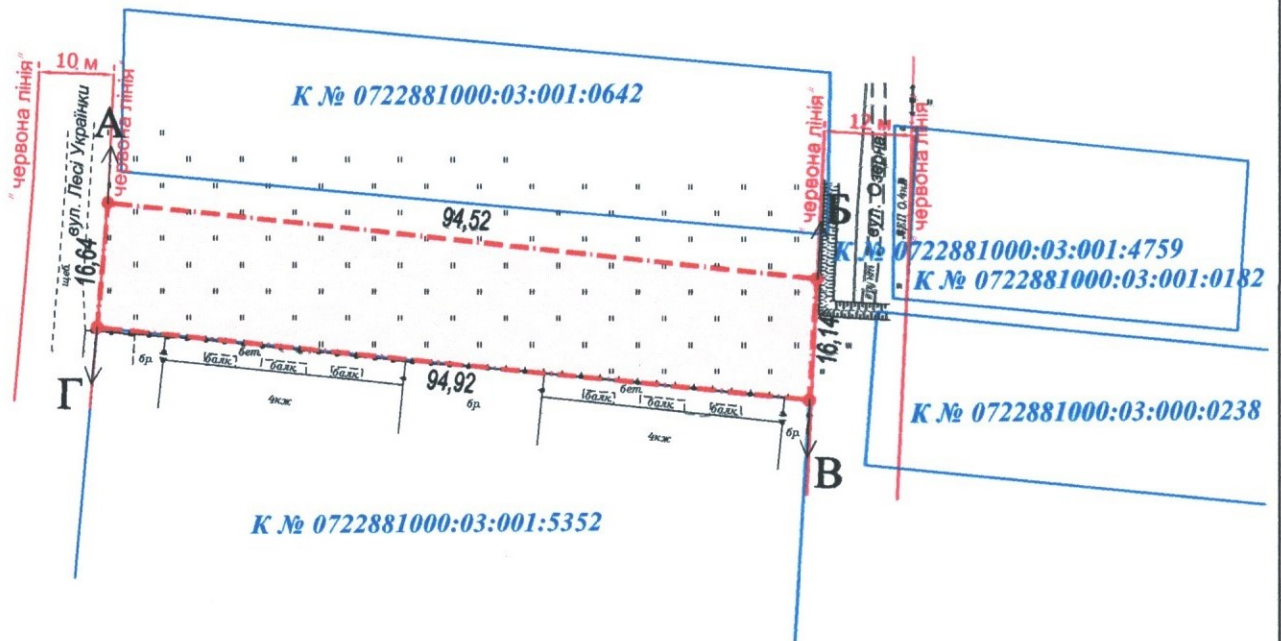 10 м
"червона лінія"
вул. Лесі Українки
червона лінія
А
К № 0722881000:03:001:0642
"червона лінія"
12 м
вул. Озерна
"червона лінія"
Б
94,52
16,64
щеб.
К № 0722881000:03:001:4759
К № 0722881000:03:001:0182
ґрунт
16,14
Г
бр.
балк.
бет.
балк.
балк.
94,92
4кж
бр.
бет.
балк.
балк.
балк.
4кж
бр.
В
К № 0722881000:03:000:0238
К № 0722881000:03:001:5352